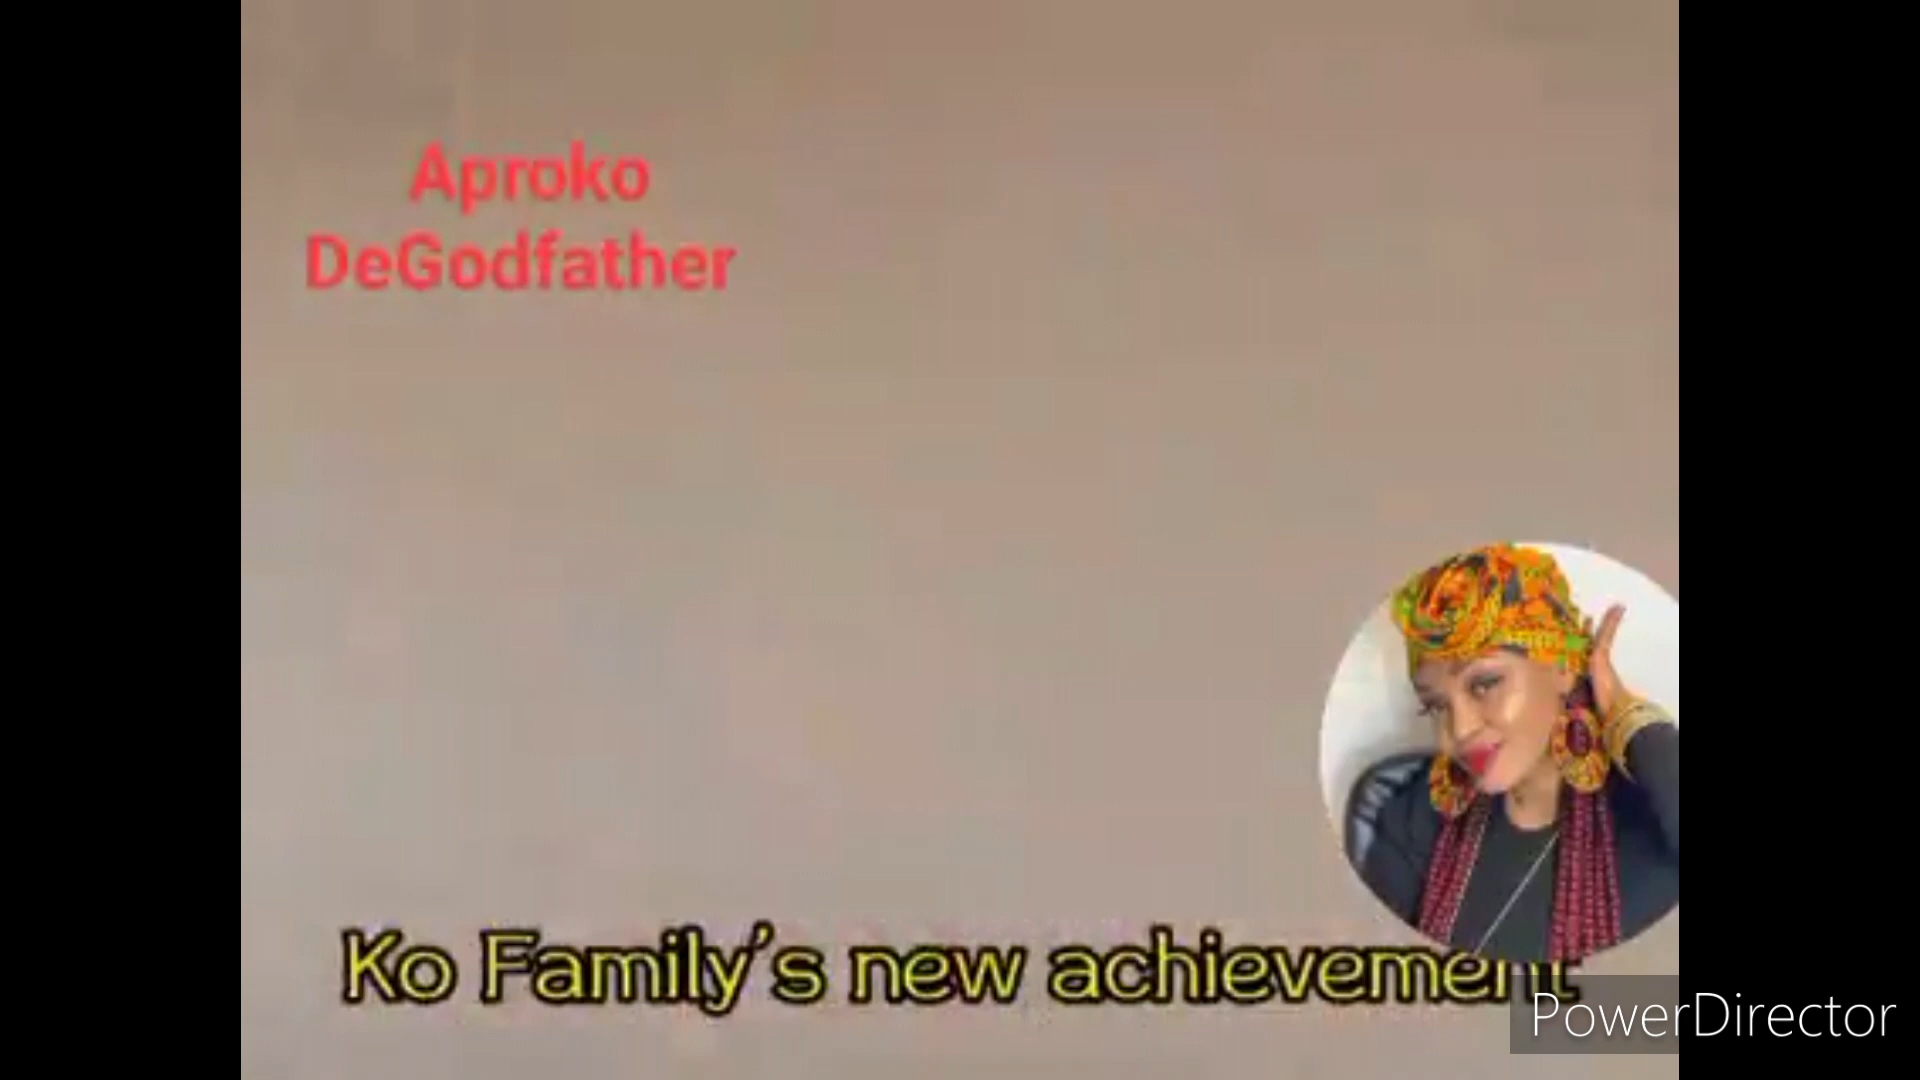 Aproko
DeGodfather
Ko Family's new achievement
PowerDirector